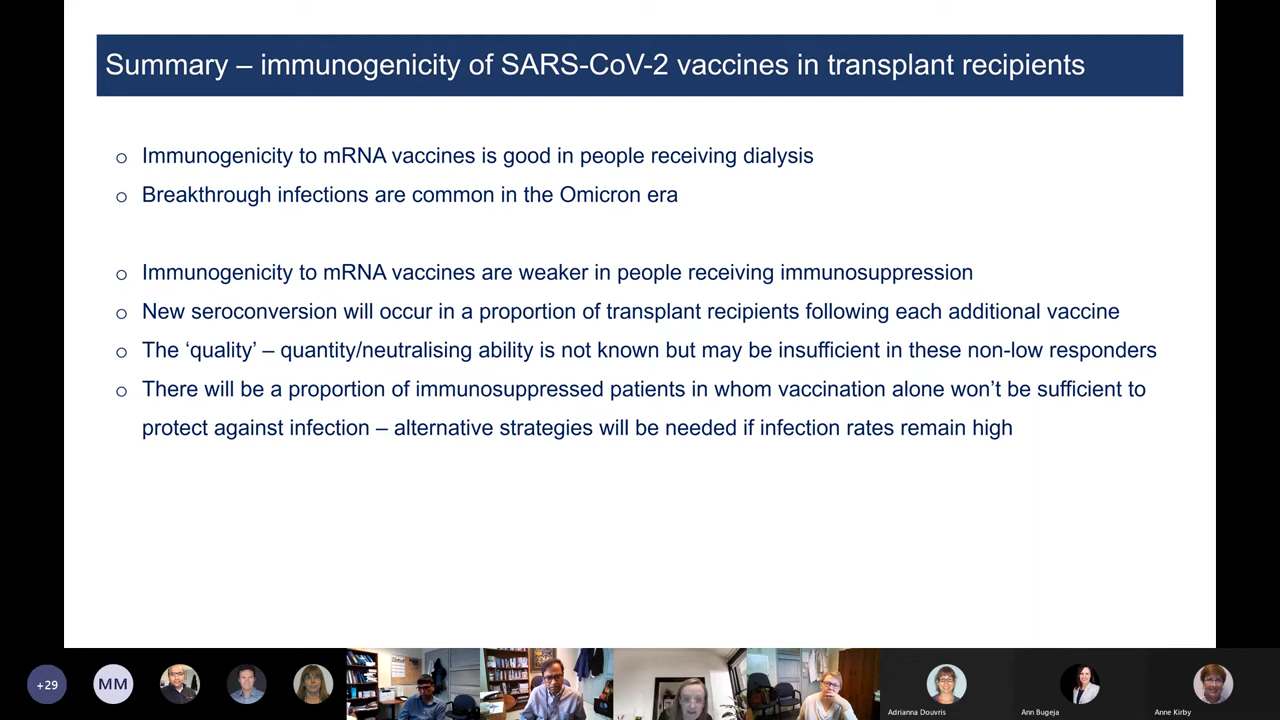 Summary – immunogenicity of SARS-CoV-2 vaccines in transplant recipients
o Immunogenicity to mRNA vaccines is good in people receiving dialysis
o Breakthrough infections are common in the Omicron era
o Immunogenicity to mRNA vaccines are weaker in people receiving immunosuppression
o New seroconversion will occur in a proportion of transplant recipients following each additional vaccine
o The ‘quality’ – quantity/neutralising ability is not known but may be insufficient in these non-low responders
o There will be a proportion of immunosuppressed patients in whom vaccination alone won’t be sufficient to
protect against infection – alternative strategies will be needed if infection rates remain high
+29
MM
Adrianna Douvris
Ann Bugeja
Anne Kirby